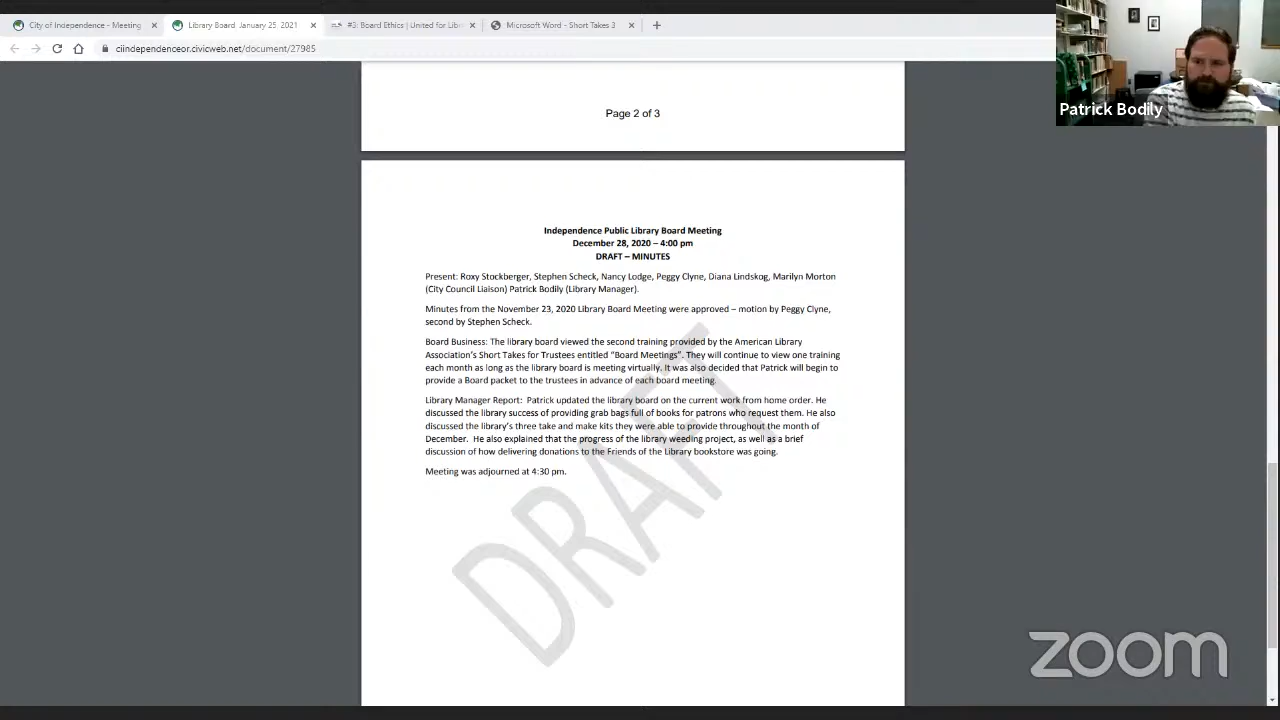 City of Independence - Meeting
Library Board January 25 2021
#3: Board Ethics | United for Libr
Microsoft Word - Short Takes 3
ciindependenceor.civicweb.net/document/27985
Patrick Bodily
Page 2 of 3
Independence Public Library Board Meeting
December 28, 2020 – 4:00 pm
DRAFT – MINUTES
Present: Roxy Stockberger, Stephen Scheck, Nancy Lodge, Peggy Clyne, Diana Lindskog, Marilyn Morton
(City Council Liaison) Patrick Bodily (Library Manager).
Minutes from the November 23, 2020 Library Board Meeting were approved – motion by Peggy Clyne,
second by Stephen Scheck.
Board Business: The library board viewed the second training provided by the American Library
Association's Short Takes for Trustees entitled "Board Meetings". They will continue to view one training
each month as long as the library board is meeting virtually. It was also decided that Patrick will begin to
provide a Board packet to the trustees in advance of each board meeting.
Library Manager Report: Patrick updated the library board on the current work from home order. He
discussed the library success of providing grab bags full of books for patrons who request them. He also
discussed the library's three take and make kits they were able to provide throughout the month of
December. He also explained that the progress of the library weeding project, as well as a brief
discussion of how delivering donations to the Friends of the Library bookstore was going.
Meeting was adjourned at 4:30 pm.
DRAFT
zoom